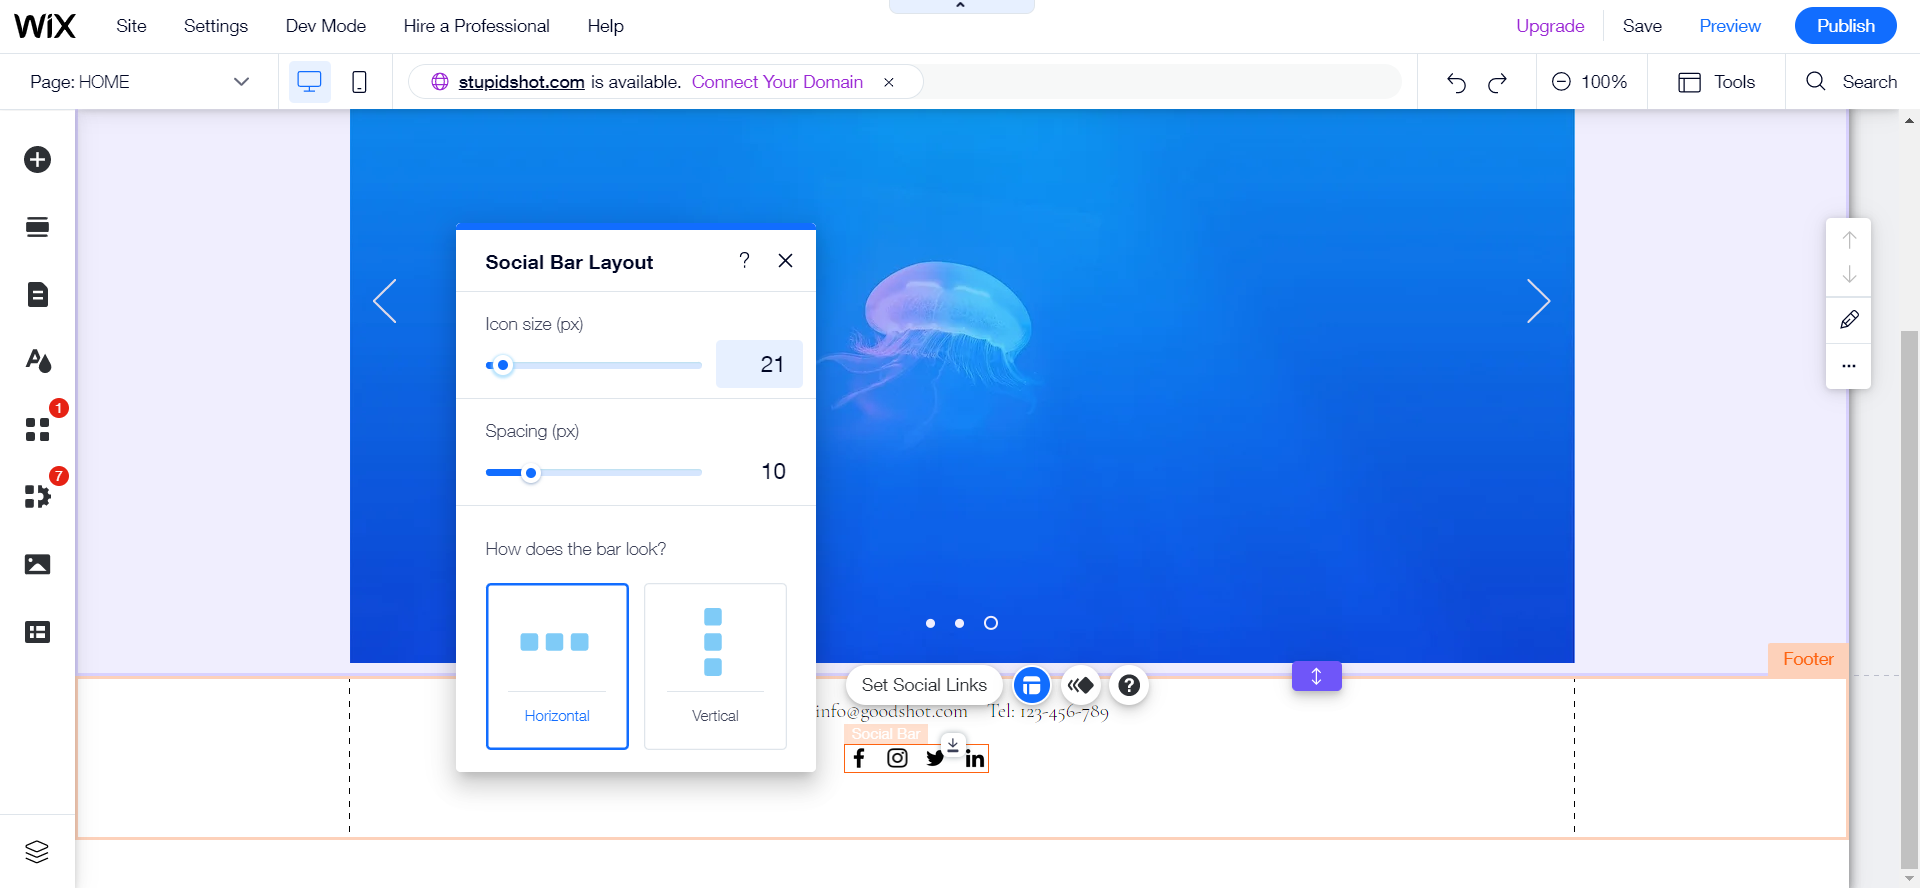 WiX
Site
Settings
Dev Mode
Hire a Professional
Help
Upgrade
Save
Preview
Publish
Page: HOME
stupidshot.com is available. Connect Your Domain
100%
Tools
Search
1
7
Social Bar Layout
?
Icon size (px)
21
Spacing (px)
10
How does the bar look?
Horizontal
Vertical
Footer
Set Social Links
?
info@goodshot.com
Tel: 123-456-789
Social Bar